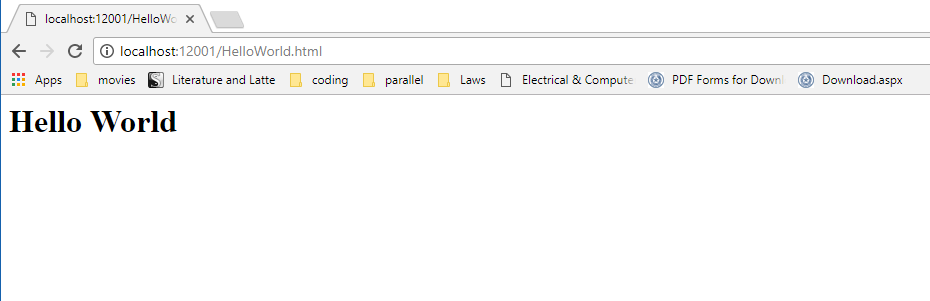 localhost:12001/HelloWo
localhost:12001/HelloWorld.html
Apps movies Literature and Latte coding parallel Laws Electrical & Compute PDF Forms for Downl Download.aspx
Hello World